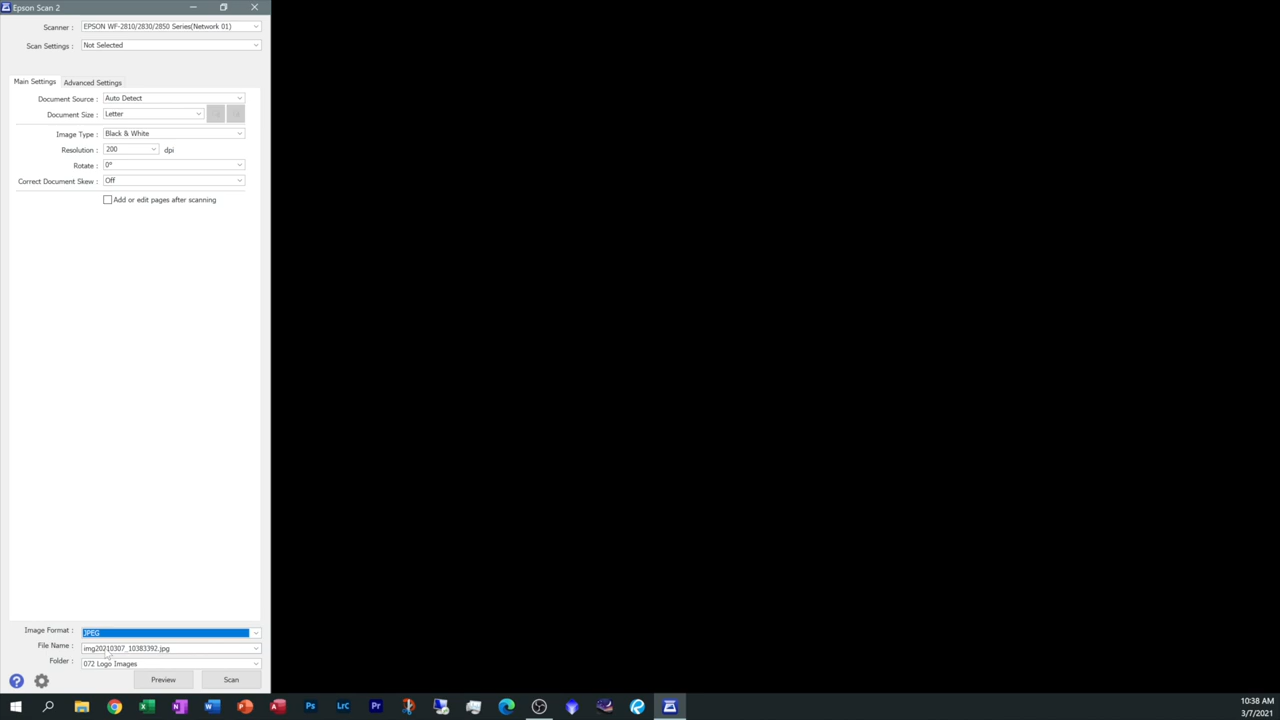 Epson Scan 2
Scanner : EPSON WF-2810/2830/2850 Series(Network 01)
Scan Settings : Not Selected
Main Settings Advanced Settings
Document Source : Auto Detect
Document Size : Letter
Image Type : Black & White
Resolution : 200 dpi
Rotate : 0°
Correct Document Skew : Off
Add or edit pages after scanning
Image Format : JPEG
File Name : img20210307_10383392.jpg
Folder : 072 Logo Images
? Preview Scan
X N W P A Ps LrC Pr
10:38 AM
3/7/2021